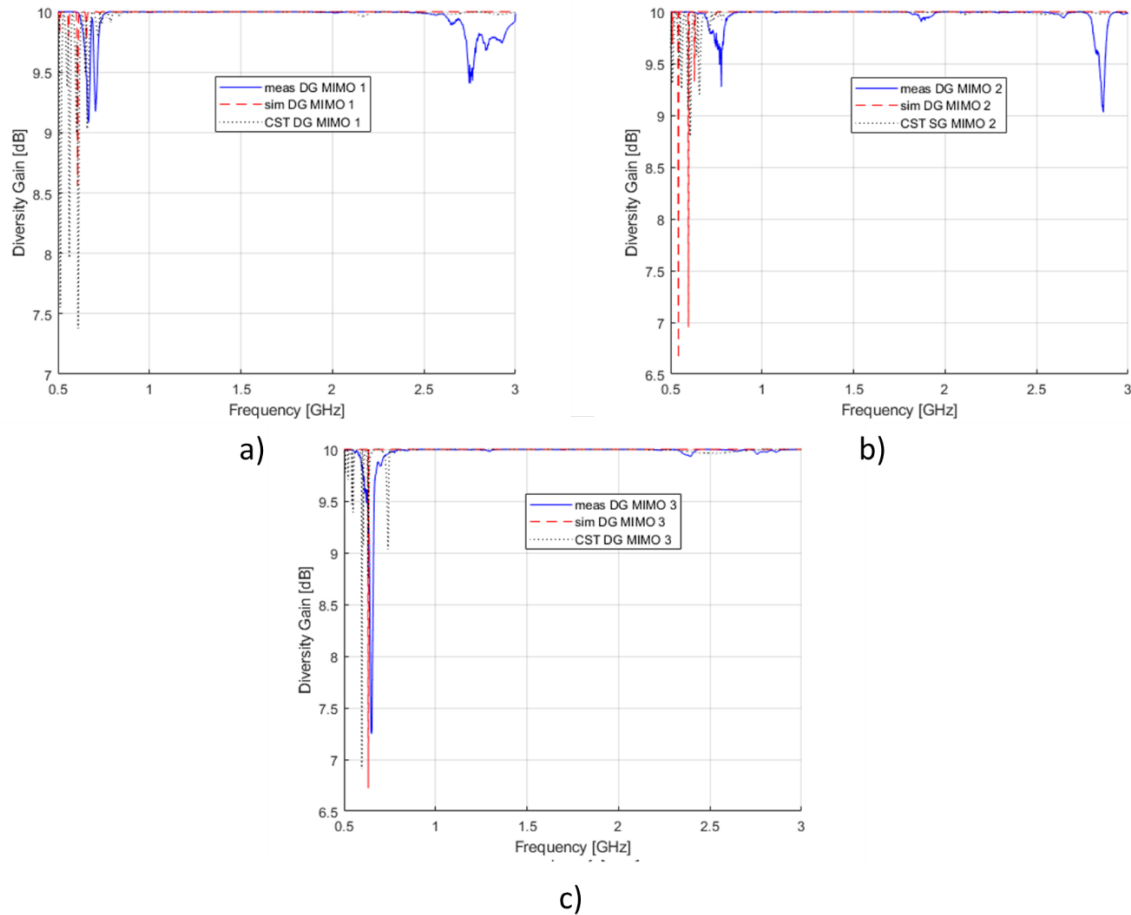 10
9.5
9
8.5
8
7.5
7
Diversity Gain [dB]
meas DG MIMO 1
sim DG MIMO 1
CST DG MIMO 1
0.5 1 1.5 2 2.5 3
Frequency [GHz]
a)
10
9.5
9
8.5
8
7.5
7
6.5
Diversity Gain [dB]
meas DG MIMO 2
sim DG MIMO 2
CST SG MIMO 2
0.5 1 1.5 2 2.5 3
Frequency [GHz]
b)
10
9.5
9
8.5
8
7.5
7
6.5
Diversity Gain [dB]
meas DG MIMO 3
sim DG MIMO 3
CST DG MIMO 3
0.5 1 1.5 2 2.5 3
Frequency [GHz]
c)